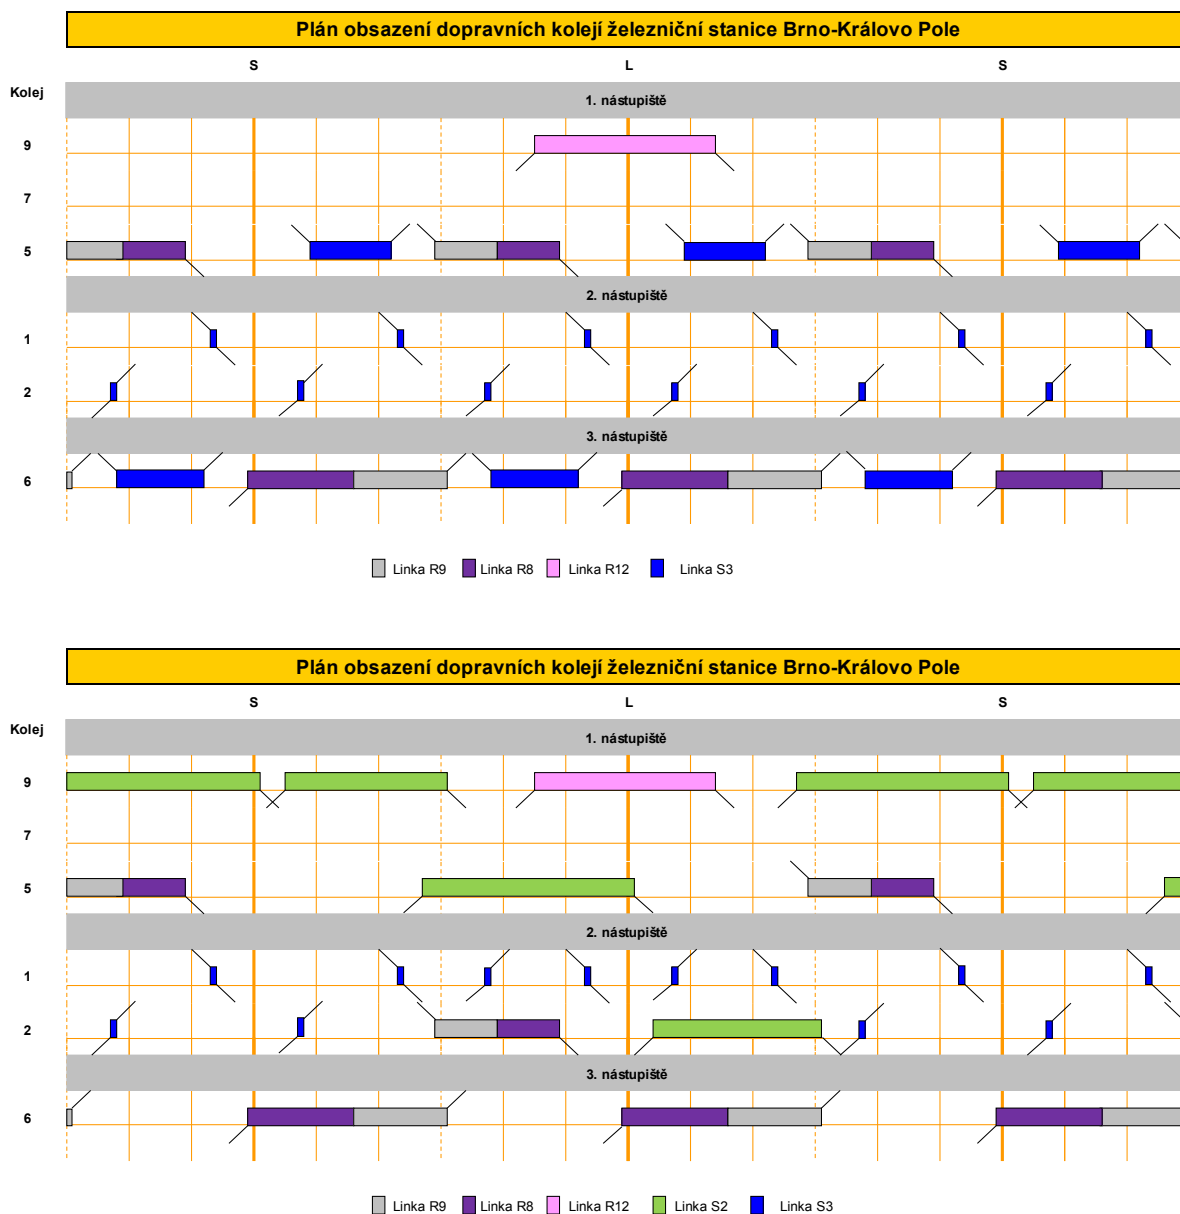 Plán obsazení dopravních kolejí železniční stanice Brno-Královo Pole
S L S
Kolej
1. nástupiště
9
7
5
2. nástupiště
1
2
3. nástupiště
6
Linka R9 Linka R8 Linka R12 Linka S3
Plán obsazení dopravních kolejí železniční stanice Brno-Královo Pole
S L S
Kolej
1. nástupiště
9
7
5
2. nástupiště
1
2
3. nástupiště
6
Linka R9 Linka R8 Linka R12 Linka S2 Linka S3